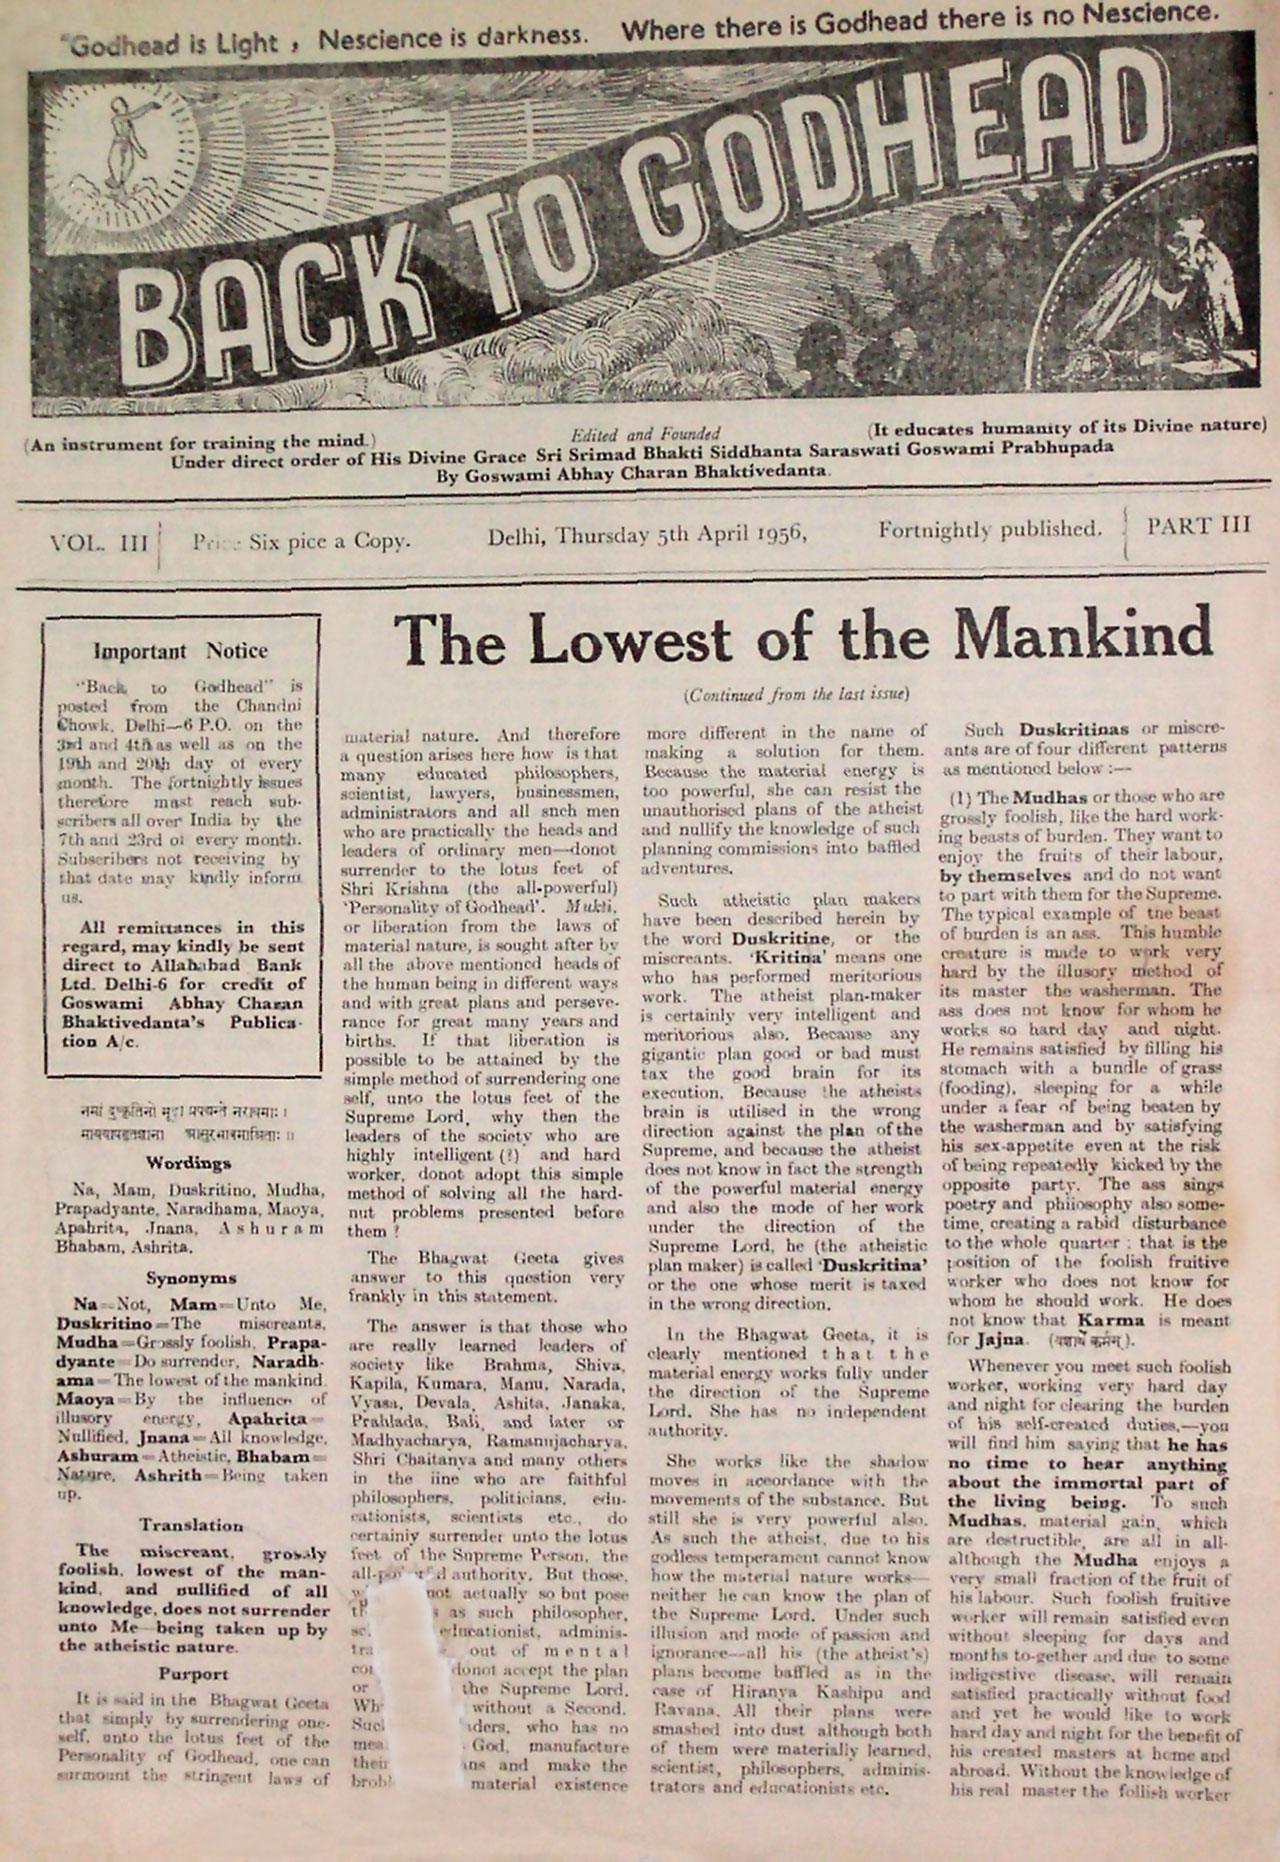 "Godhead is Light , Nescience is darkness. Where there is Godhead there is no Nescience.
BACK TO GODHEAD
(An instrument for training the mind.) Edited and Founded (It educates humanity of its Divine nature)
Under direct order of His Divine Grace Sri Srimad Bhakti Siddhanta Saraswati Goswami Prabhupada
By Goswami Abhay Charan Bhaktivedanta.
VOL. III Price Six pice a Copy. Delhi, Thursday 5th April 1956, Fortnightly published. PART III
Important Notice
"Back to Godhead" is
posted from the Chandni
Chowk, Delhi—6 P.O. on the
3rd and 4th as well as on the
19th and 20th day of every
month. The fortnightly issues
therefore must reach sub-
scribers all over India by the
7th and 23rd of every month.
Subscribers not receiving by
that date may kindly inform
us.
All remittances in this
regard, may kindly be sent
direct to Allahabad Bank
Ltd. Delhi-6 for credit of
Goswami Abhay Charan
Bhaktivedanta's Publica-
tion A/c.
नमां दुष्कृतिनो मूढ़ा प्रपद्यन्ते नराधमाः।
माययापहृतज्ञाना आसुरंभावमाश्रिताः॥
Wordings
Na, Mam, Duskritino, Mudha,
Prapadyante, Naradhama, Maoya,
Apahrita, Jnana, Ashuram
Bhabam, Ashrita.
Synonyms
Na=Not, Mam=Unto Me,
Duskritino=The miscreants,
Mudha=Grossly foolish, Prapa-
dyante=Do surrender, Naradh-
ama=The lowest of the mankind
Maoya=By the influence of
illusory energy, Apahrita=
Nullified, Jnana=All knowledge,
Ashuram=Atheistic, Bhabam=
Nature, Ashrith=Being taken
up.
Translation
The miscreant, grossly
foolish, lowest of the man-
kind, and nullified of all
knowledge, does not surrender
unto Me being taken up by
the atheistic nature.
Purport
It is said in the Bhagwat Geeta
that simply by surrendering one-
self, unto the lotus feet of the
Personality of Godhead, one can
surmount the stringent laws of
The Lowest of the Mankind
(Continued from the last issue)
material nature. And therefore
a question arises here how is that
many educated philosophers,
scientist, lawyers, businessmen,
administrators and all snch men
who are practically the heads and
leaders of ordinary men—donot
surrender to the lotus feet of
Shri Krishna (the all-powerful)
'Personality of Godhead'. Mukti,
or liberation from the laws of
material nature, is sought after by
all the above mentioned heads of
the human being in different ways
and with great plans and perseve-
rance for great many years and
births. If that liberation is
possible to be attained by the
simple method of surrendering one
self, unto the lotus feet of the
Supreme Lord, why then the
leaders of the society who are
highly intelligent (?) and hard
worker, donot adopt this simple
method of solving all the hard-
nut problems presented before
them ?
The Bhagwat Geeta gives
answer to this question very
frankly in this statement.
The answer is that those who
are really learned leaders of
society like Brahma, Shiva,
Kapila, Kumara, Manu, Narada,
Vyasa, Devala, Ashita, Janaka,
Prahlada, Bali, and later or
Madhyacharya, Ramanujacharya,
Shri Chaitanya and many others
in the iine who are faithful
philosophers, politicians, edu-
cationists, scientists etc., do
certainiy surrender unto the lotus
feet of the Supreme Person, the
all-powerful authority. But those,
not actually so but pose
as such philosopher,
educationist, adminis-
out of mental
donot accept the plan
or the Supreme Lord.
without a Second.
who has no
God, manufacture
their and make the
material existence
more different in the name of
making a solution for them.
Because the material energy is
too powerful, she can resist the
unauthorised plans of the atheist
and nullify the knowledge of such
planning commissions into baffled
adventures.
Such atheistic plan makers
have been described herein by
the word Duskritine, or the
miscreants. 'Kritina' means one
who has performed meritorious
work. The atheist plan-maker
is certainly very intelligent and
meritorious also. Because any
gigantic plan good or bad must
tax the good brain for its
execution. Because the atheists
brain is utilised in the wrong
direction against the plan of the
Supreme, and because the atheist
does not know in fact the strength
of the powerful material energy
and also the mode of her work
under the direction of the
Supreme Lord, he (the atheistic
plan maker) is called 'Duskritina'
or the one whose merit is taxed
in the wrong direction.
In the Bhagwat Geeta, it is
clearly mentioned that the
material energy works fully under
the direction of the Supreme
Lord. She has no independent
authority.
She works like the shadow
moves in accordance with the
movements of the substance. But
still she is very powerful also.
As such the atheist, due to his
godless temperament cannot know
how the material nature works—
neither he can know the plan of
the Supreme Lord. Under such
illusion and mode of passion and
ignorance—all his (the atheist's)
plans become baffled as in the
case of Hiranya Kashipu and
Ravana. All their plans were
smashed into dust although both
of them were materially learned,
scientist, philosophers, adminis-
trators and educationists etc.
Such Duskritinas or miscre-
ants are of four different patterns
as mentioned below :—
(1) The Mudhas or those who are
grossly foolish, like the hard work-
ing beasts of burden. They want to
enjoy the fruits of their labour,
by themselves and do not want
to part with them for the Supreme.
The typical example of tne beast
of burden is an ass. This humble
creature is made to work very
hard by the illusory method of
its master the washerman. The
ass does not know for whom he
works so hard day and night.
He remains satisfied by filling his
stomach with a bundle of grass
(fooding), sleeping for a while
under a fear of being beaten by
the washerman and by satisfying
his sex-appetite even at the risk
of being repeatedly kicked by the
opposite party. The ass sings
poetry and phiiosophy also some-
time, creating a rabid disturbance
to the whole quarter ; that is the
position of the foolish fruitive
worker who does not know for
whom he should work. He does
not know that Karma is meant
for Jajna. (यज्ञार्थे कर्मम्).
Whenever you meet such foolish
worker, working very hard day
and night for clearing the burden
of his self-created duties,—you
will find him saying that he has
no time to hear anything
about the immortal part of
the living being. To such
Mudhas, material gain, which
are destructible, are all in all-
although the Mudha enjoys a
very small fraction of the fruit of
his labour. Such foolish fruitive
worker will remain satisfied even
without sleeping for days and
months to-gether and due to some
indigestive disease, will remain
satisfied practically without food
and yet he would like to work
hard day and night for the benefit of
his created masters at home and
abroad. Without the knowledge of
his real master the follish worker